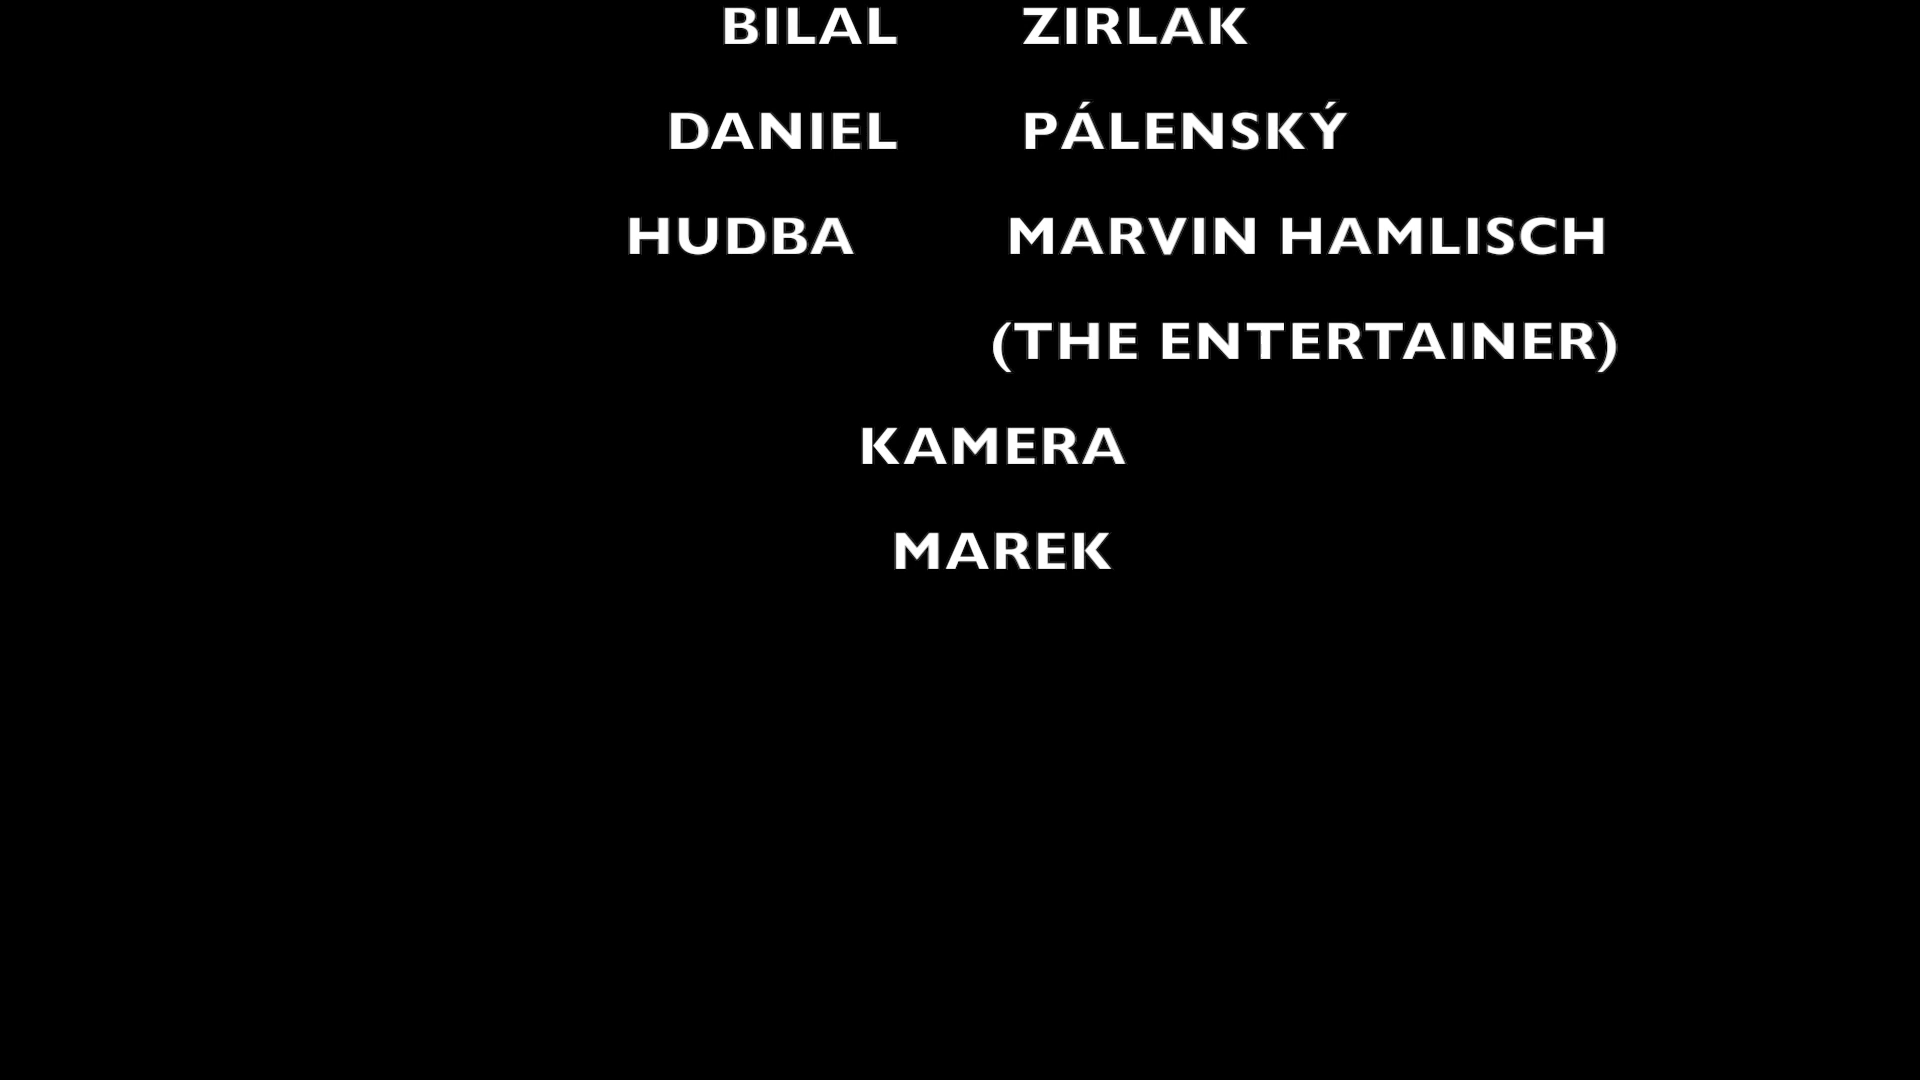 BILAL ZIRLAK
DANIEL PÁLENSKÝ
HUDBA MARVIN HAMLISCH
(THE ENTERTAINER)
KAMERA
MAREK